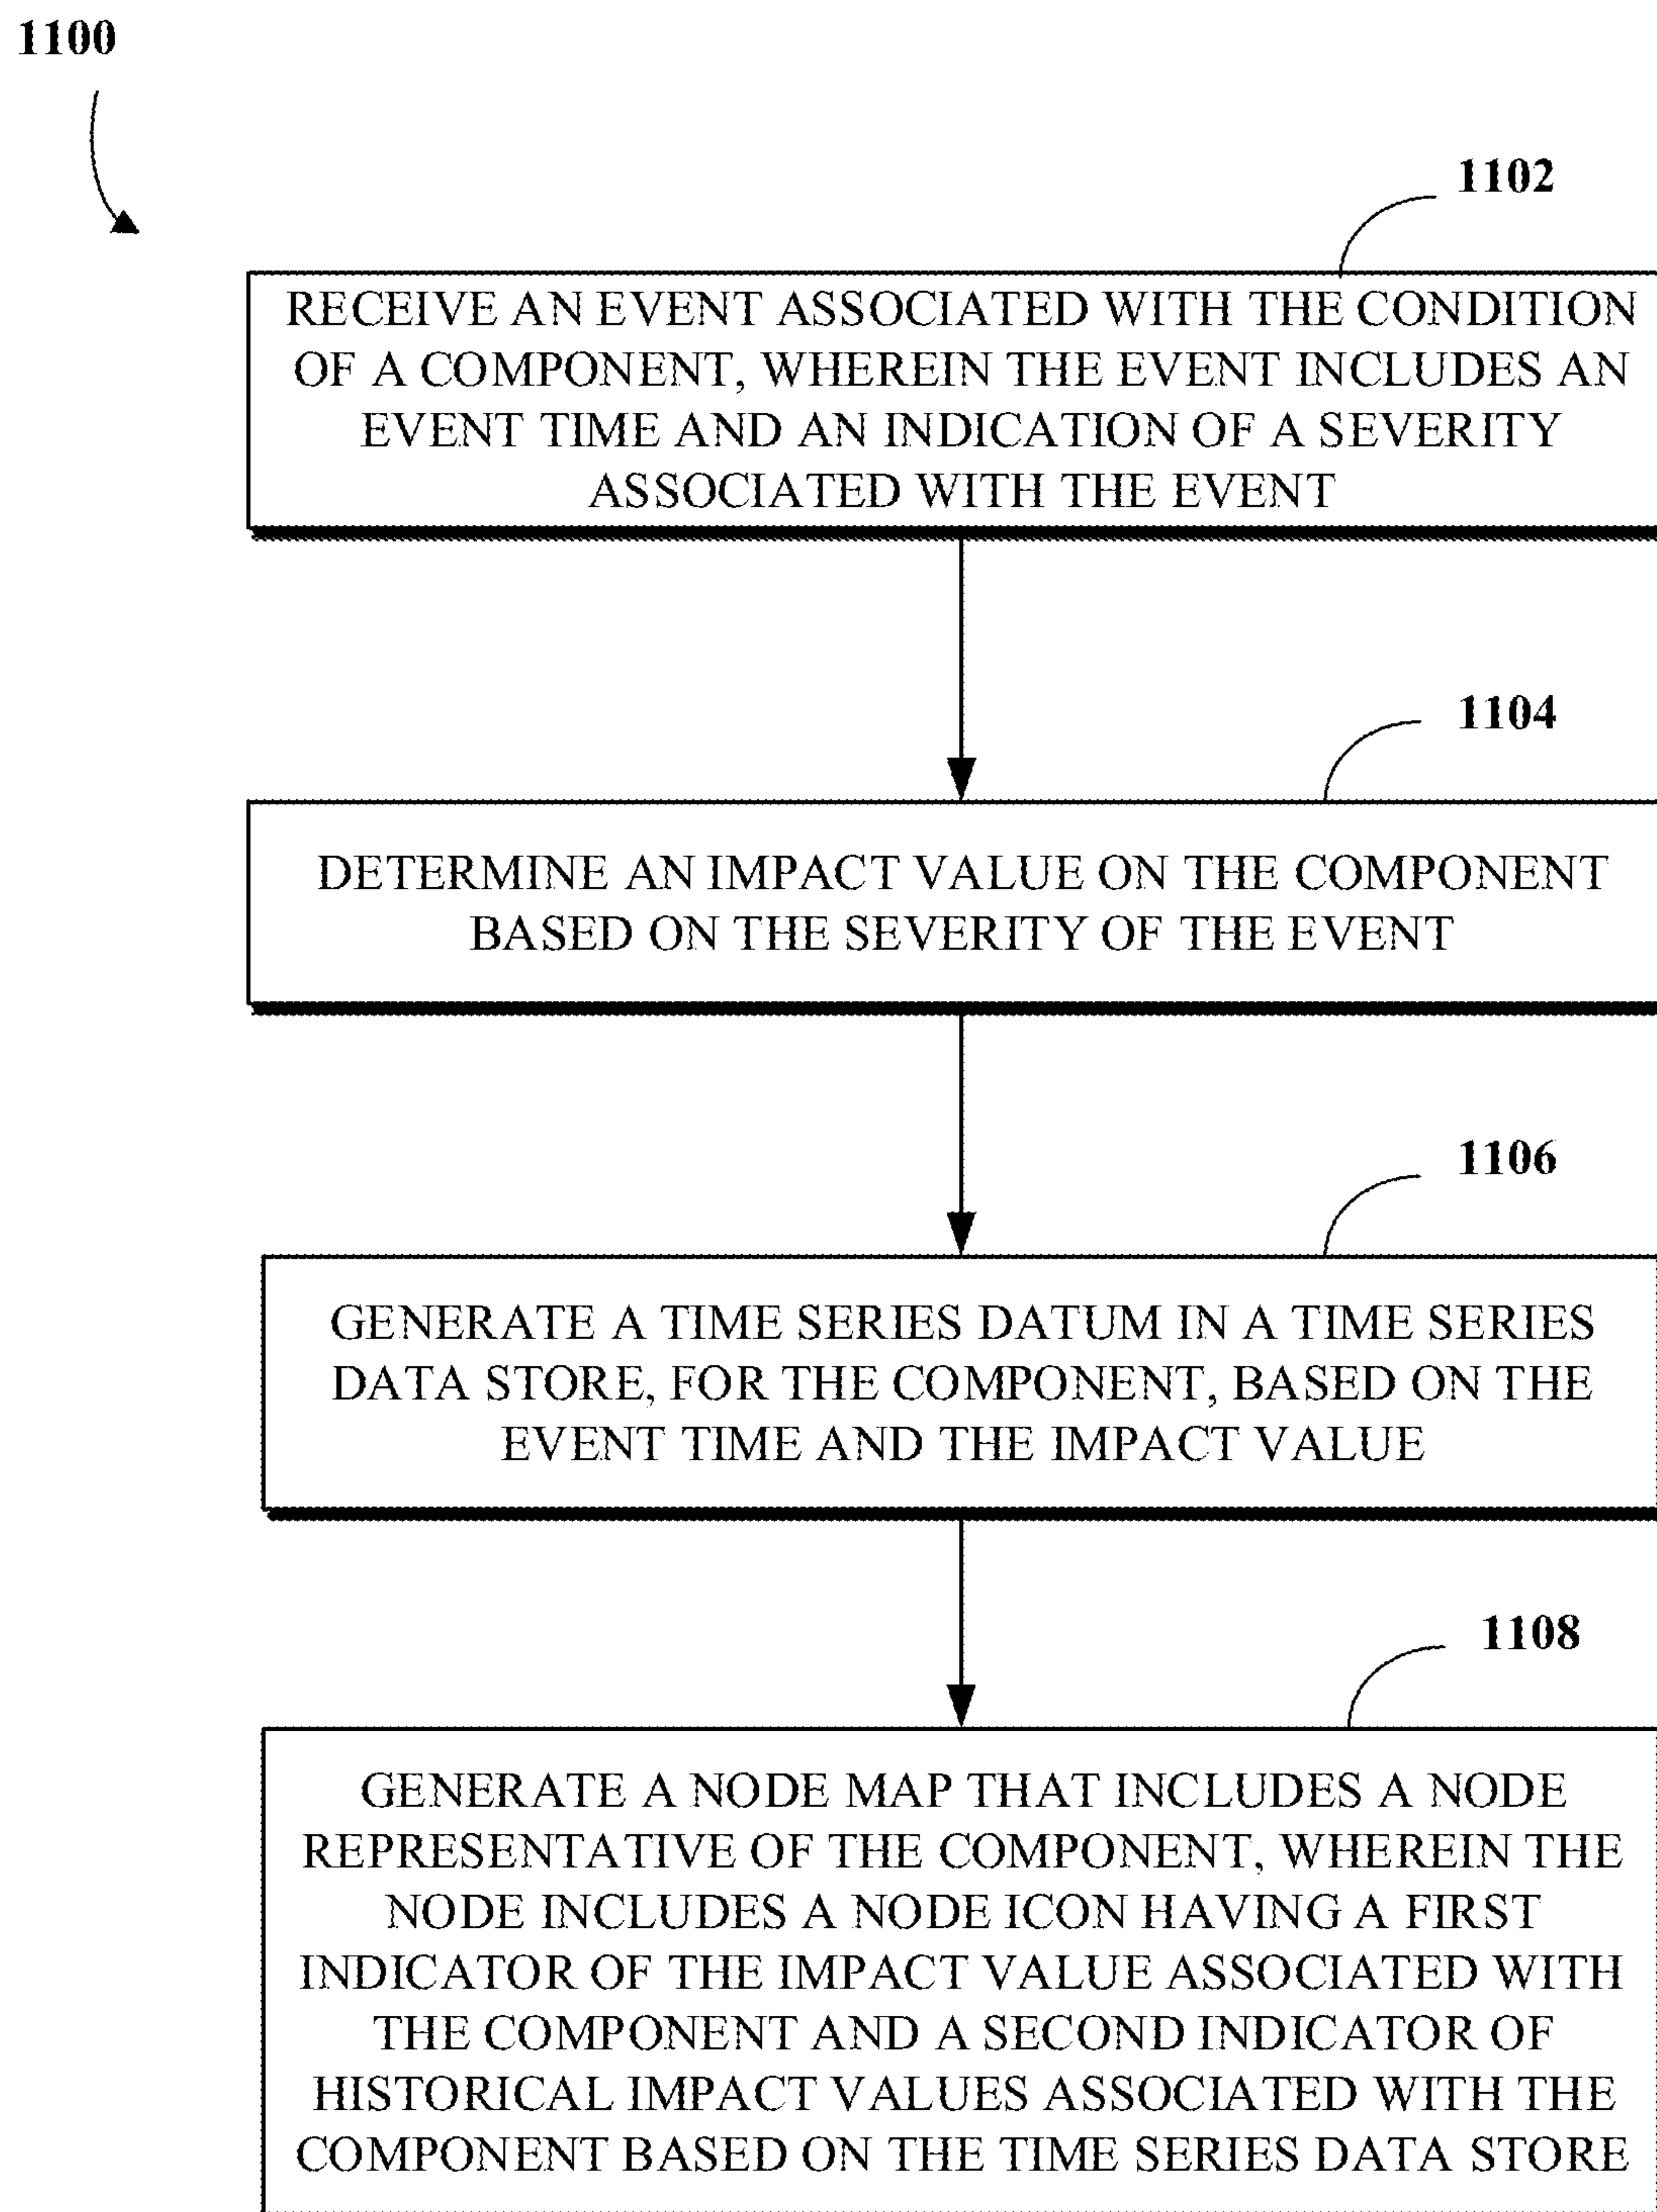 1100
1102
RECEIVE AN EVENT ASSOCIATED WITH THE CONDITION
OF A COMPONENT, WHEREIN THE EVENT INCLUDES AN
EVENT TIME AND AN INDICATION OF A SEVERITY
ASSOCIATED WITH THE EVENT
1104
DETERMINE AN IMPACT VALUE ON THE COMPONENT
BASED ON THE SEVERITY OF THE EVENT
1106
GENERATE A TIME SERIES DATUM IN A TIME SERIES
DATA STORE, FOR THE COMPONENT, BASED ON THE
EVENT TIME AND THE IMPACT VALUE
1108
GENERATE A NODE MAP THAT INCLUDES A NODE
REPRESENTATIVE OF THE COMPONENT, WHEREIN THE
NODE INCLUDES A NODE ICON HAVING A FIRST
INDICATOR OF THE IMPACT VALUE ASSOCIATED WITH
THE COMPONENT AND A SECOND INDICATOR OF
HISTORICAL IMPACT VALUES ASSOCIATED WITH THE
COMPONENT BASED ON THE TIME SERIES DATA STORE